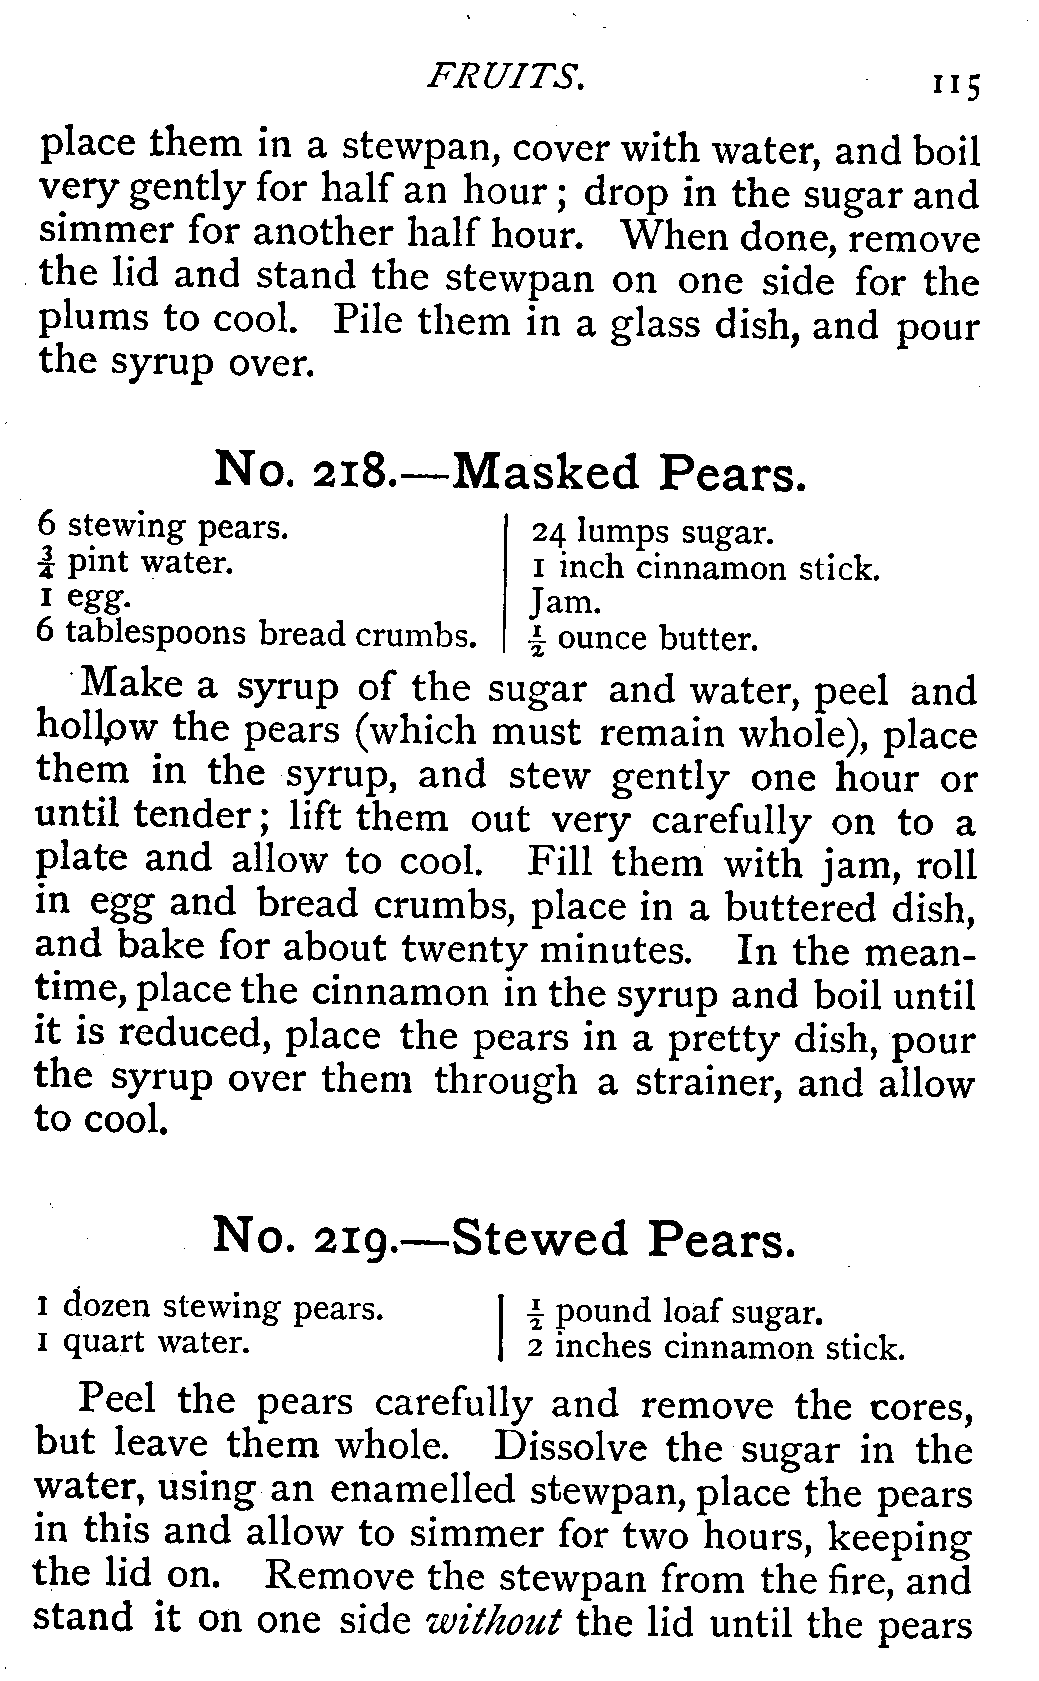 FRUITS. 115
place them in a stewpan, cover with water, and boil
very gently for half an hour; drop in the sugar and
simmer for another half hour. When done, remove
the lid and stand the stewpan on one side for the
plums to cool. Pile them in a glass dish, and pour
the syrup over.
No. 218.—Masked Pears.
6 stewing pears.
¾ pint water.
1 egg.
6 tablespoons bread crumbs.
24 lumps sugar.
1 inch cinnamon stick.
Jam.
½ ounce butter.
Make a syrup of the sugar and water, peel and
hollow the pears (which must remain whole), place
them in the syrup, and stew gently one hour or
until tender; lift them out very carefully on to a
plate and allow to cool. Fill them with jam, roll
in egg and bread crumbs, place in a buttered dish,
and bake for about twenty minutes. In the mean-
time, place the cinnamon in the syrup and boil until
it is reduced, place the pears in a pretty dish, pour
the syrup over them through a strainer, and allow
to cool.
No. 219.—Stewed Pears.
1 dozen stewing pears.
1 quart water.
½ pound loaf sugar.
2 inches cinnamon stick.
Peel the pears carefully and remove the cores,
but leave them whole. Dissolve the sugar in the
water, using an enamelled stewpan, place the pears
in this and allow to simmer for two hours, keeping
the lid on. Remove the stewpan from the fire, and
stand it on one side without the lid until the pears